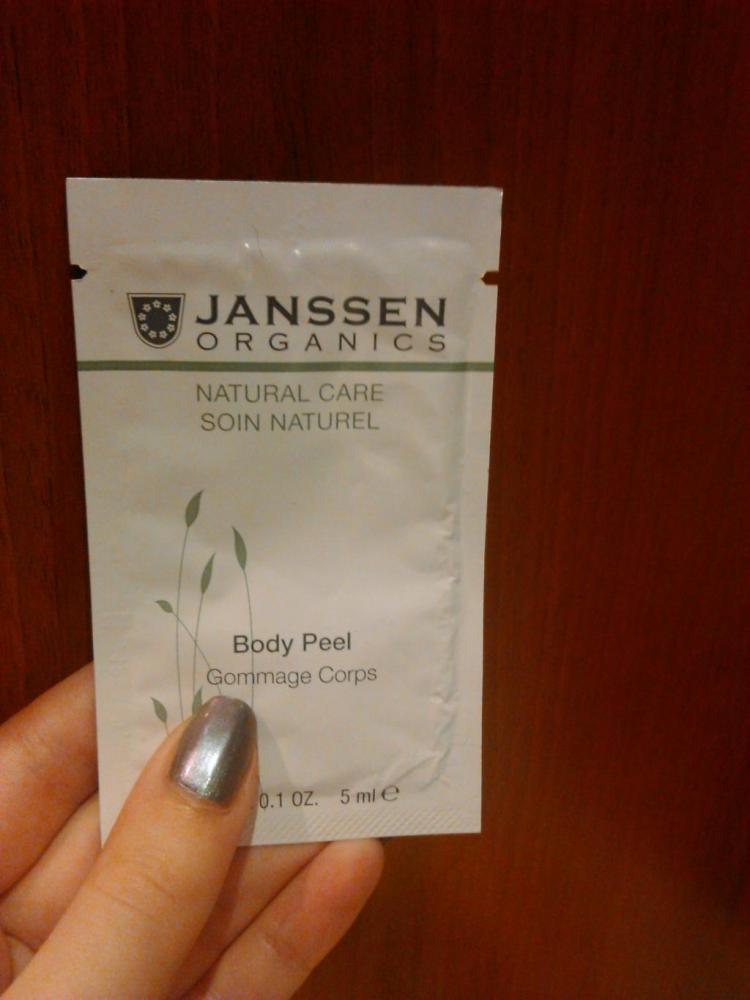 JANSSEN
ORGANICS
NATURAL CARE
SOIN NATUREL
Body Peel
Gommage Corps
0.1 OZ. 5 ml ℮